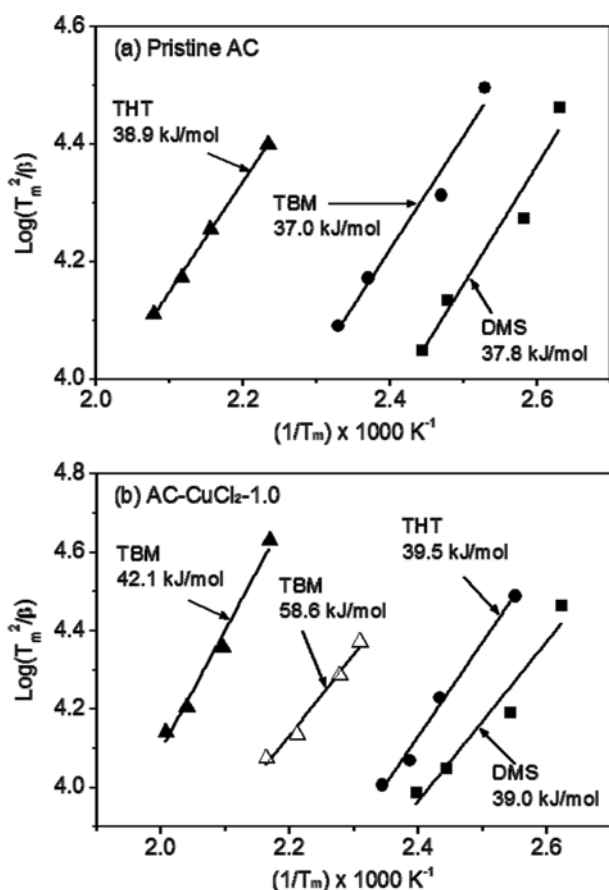 (a) Pristine AC
4.6
4.4
4.2
4.0
Log(Tₘ²/β)
THT
38.9 kJ/mol
TBM
37.0 kJ/mol
DMS
37.8 kJ/mol
2.0 2.2 2.4 2.6
(1/Tₘ) x 1000 K⁻¹
(b) AC-CuCl₂-1.0
4.8
4.6
4.4
4.2
4.0
Log(Tₘ²/β)
TBM
42.1 kJ/mol
TBM
58.6 kJ/mol
THT
39.5 kJ/mol
DMS
39.0 kJ/mol
2.0 2.2 2.4 2.6
(1/Tₘ) x 1000 K⁻¹